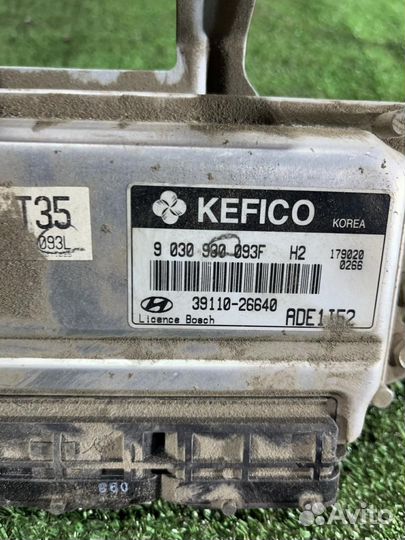 T35
093L
KEFICO
KOREA
9 030 930 093F H2 179020
0266
39110-26640
Licence Bosch ADE1I52
Avito